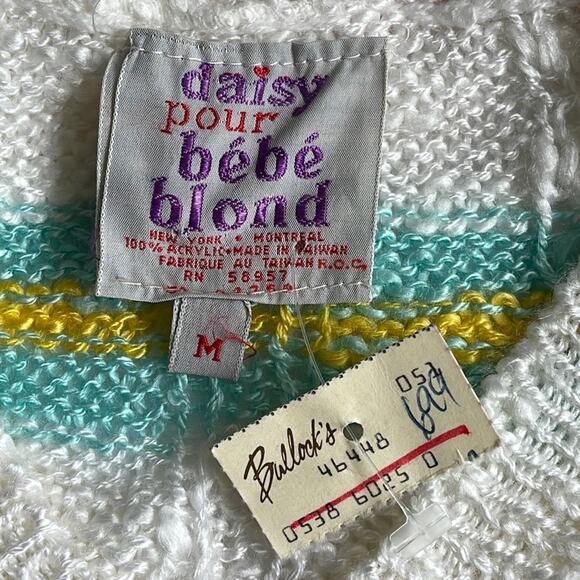 daisy
pour
bébé
blond
NEW YORK • MONTREAL
100% ACRYLIC•MADE IN TAIWAN
FABRIQUE AU TAIWAN R.O.C.
RN 58957
M
Bullock's
052
46448
699
0538 6025 0